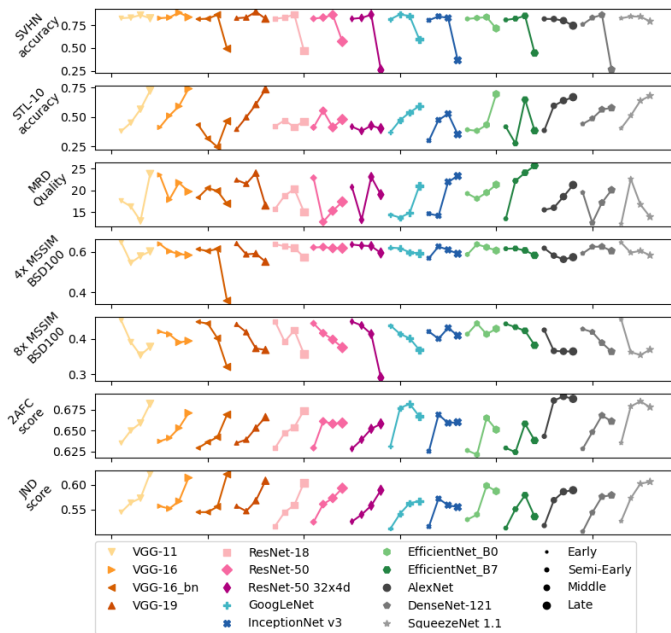 SVHN
accuracy
0.75
0.50
0.25
STL-10
accuracy
0.75
0.50
0.25
MRD
Quality
25
20
15
4x MSSIM
BSD100
0.6
0.4
8x MSSIM
BSD100
0.4
0.3
2AFC
score
0.675
0.650
0.625
JND
score
0.60
0.55
VGG-11
VGG-16
VGG-16_bn
VGG-19
ResNet-18
ResNet-50
ResNet-50 32x4d
GoogLeNet
InceptionNet v3
EfficientNet_B0
EfficientNet_B7
AlexNet
DenseNet-121
SqueezeNet 1.1
Early
Semi-Early
Middle
Late